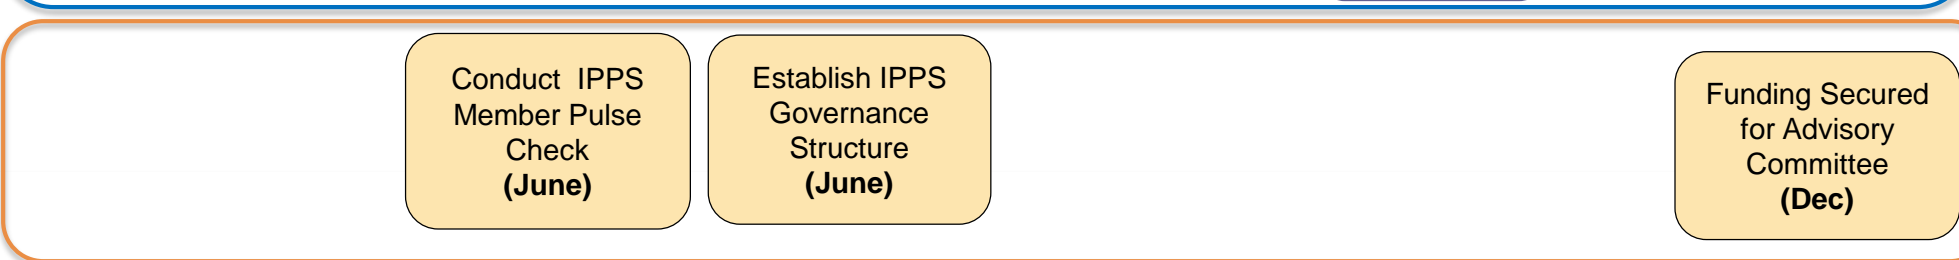 Conduct IPPS
Member Pulse
Check
(June)
Establish IPPS
Governance
Structure
(June)
Funding Secured
for Advisory
Committee
(Dec)